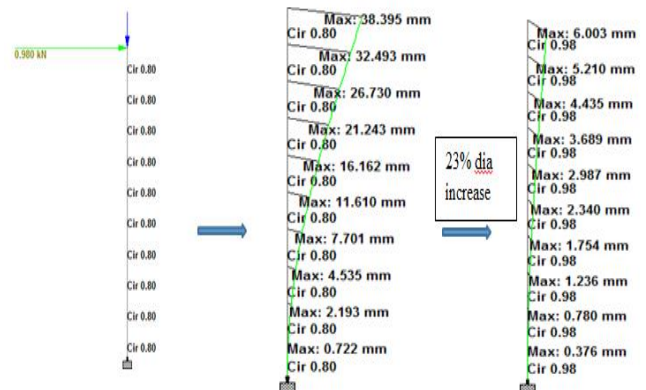 0.980 kN
Cir 0.80
Cir 0.80
Cir 0.80
Cir 0.80
Cir 0.80
Cir 0.80
Cir 0.80
Cir 0.80
Cir 0.80
Cir 0.80
Max: 38.395 mm
Cir 0.80
Max: 32.493 mm
Cir 0.80
Max: 26.730 mm
Cir 0.80
Max: 21.243 mm
Cir 0.80
Max: 16.162 mm
Cir 0.80
Max: 11.610 mm
Cir 0.80
Max: 7.701 mm
Cir 0.80
Max: 4.535 mm
Cir 0.80
Max: 2.193 mm
Cir 0.80
Max: 0.722 mm
Cir 0.80
23% dia
increase
Max: 6.003 mm
Cir 0.98
Max: 5.210 mm
Cir 0.98
Max: 4.435 mm
Cir 0.98
Max: 3.689 mm
Cir 0.98
Max: 2.987 mm
Cir 0.98
Max: 2.340 mm
Cir 0.98
Max: 1.754 mm
Cir 0.98
Max: 1.236 mm
Cir 0.98
Max: 0.780 mm
Cir 0.98
Max: 0.376 mm
Cir 0.98